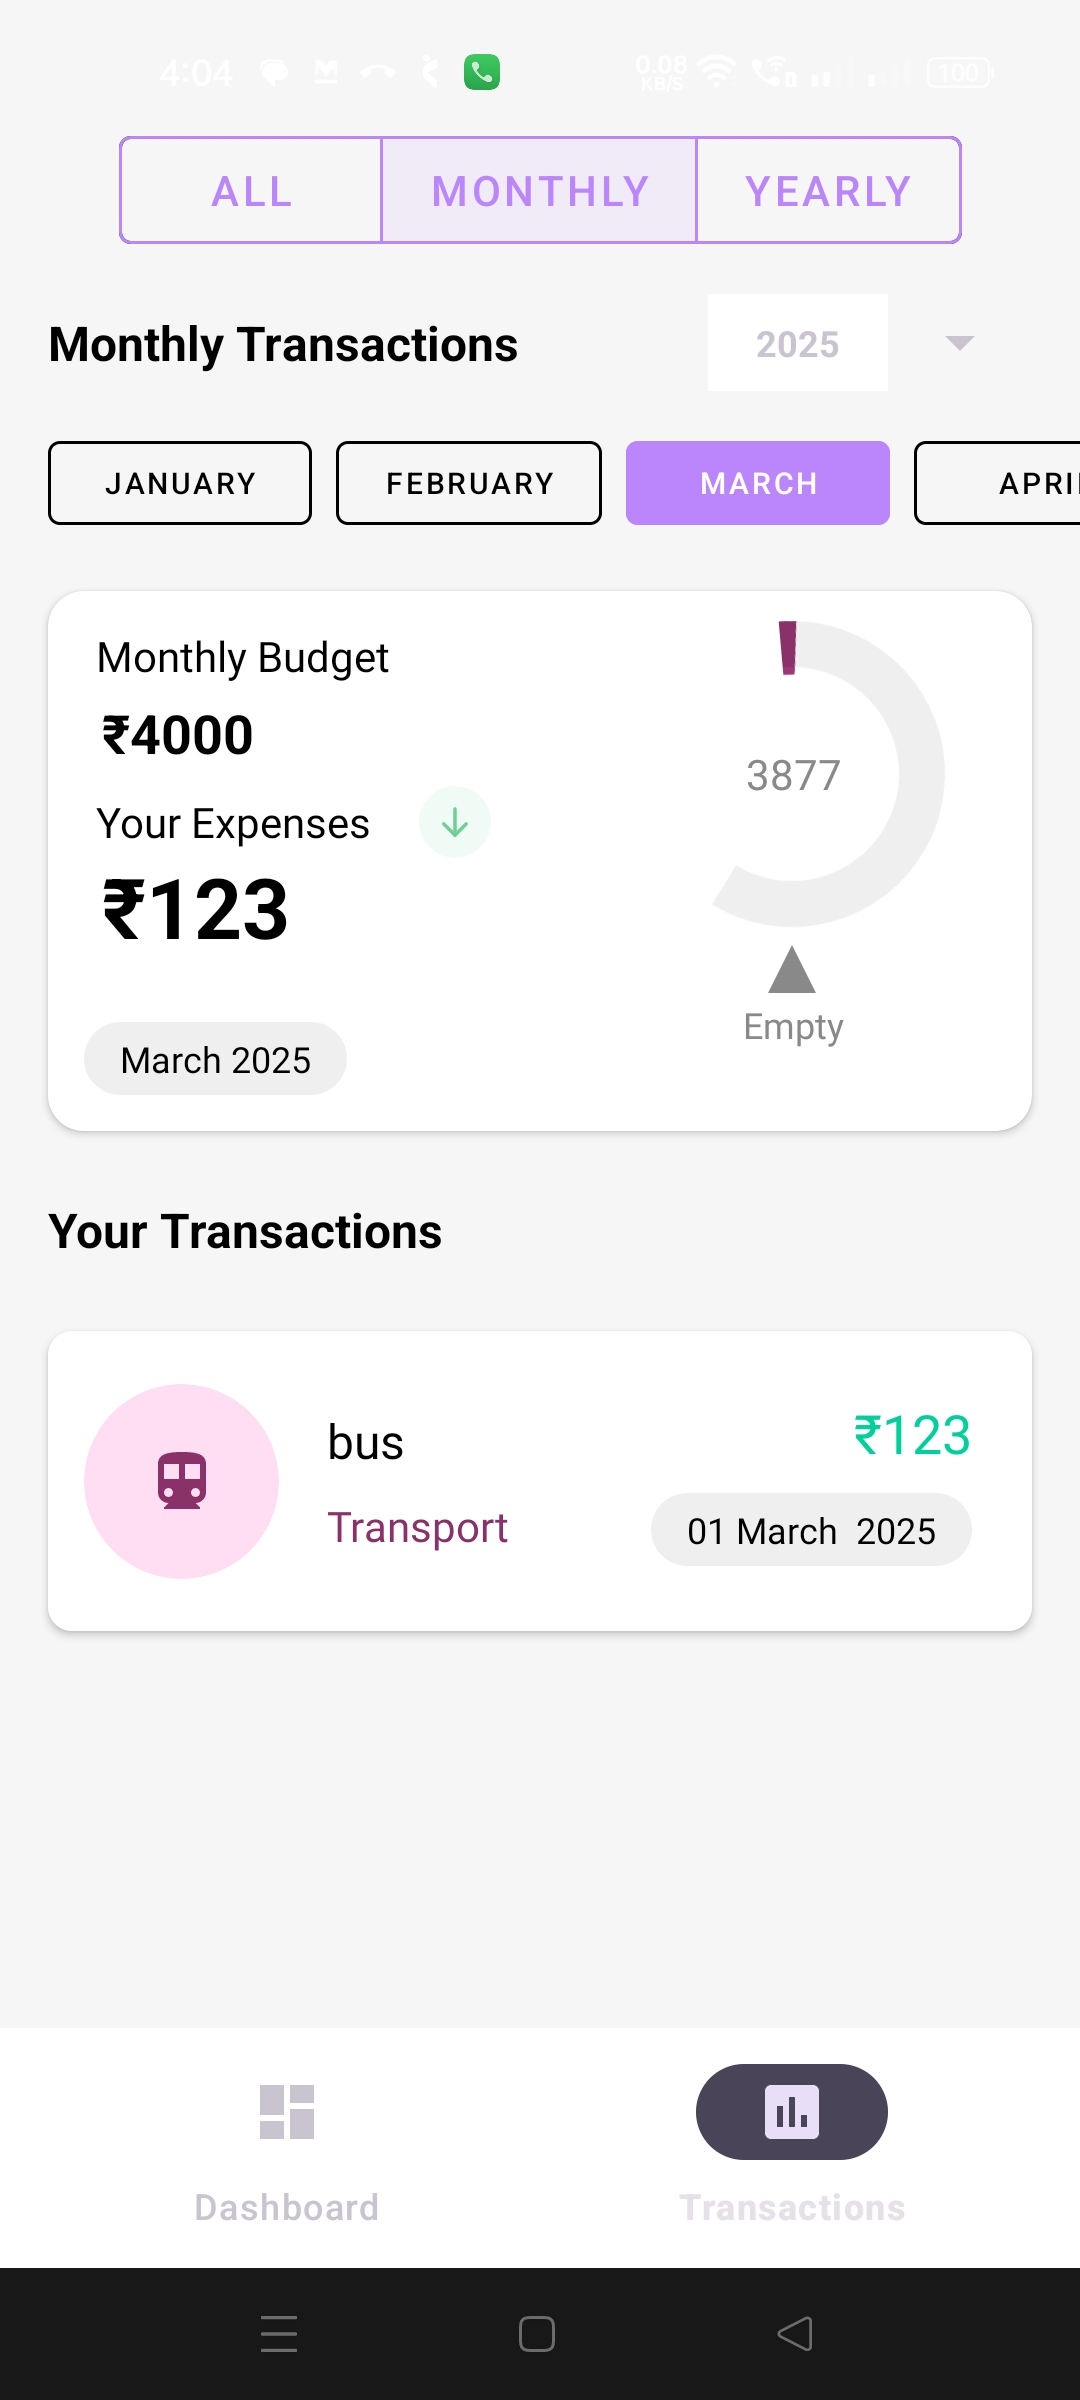 4:04 0.08 KB/S 100
ALL MONTHLY YEARLY
Monthly Transactions 2025
JANUARY FEBRUARY MARCH APRI
Monthly Budget
₹4000
3877
Your Expenses
₹123
Empty
March 2025
Your Transactions
bus ₹123
Transport 01 March 2025
Dashboard Transactions